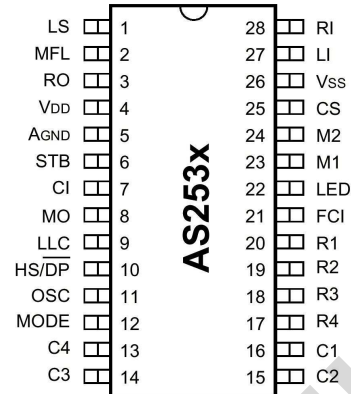 LS 1 28 RI
MFL 2 27 LI
RO 3 26 VSS
VDD 4 25 CS
AGND 5 24 M2
STB 6 23 M1
CI 7 22 LED
MO 8 21 FCI
LLC 9 20 R1
HS/DP 10 19 R2
OSC 11 18 R3
MODE 12 17 R4
C4 13 16 C1
C3 14 15 C2
AS253x